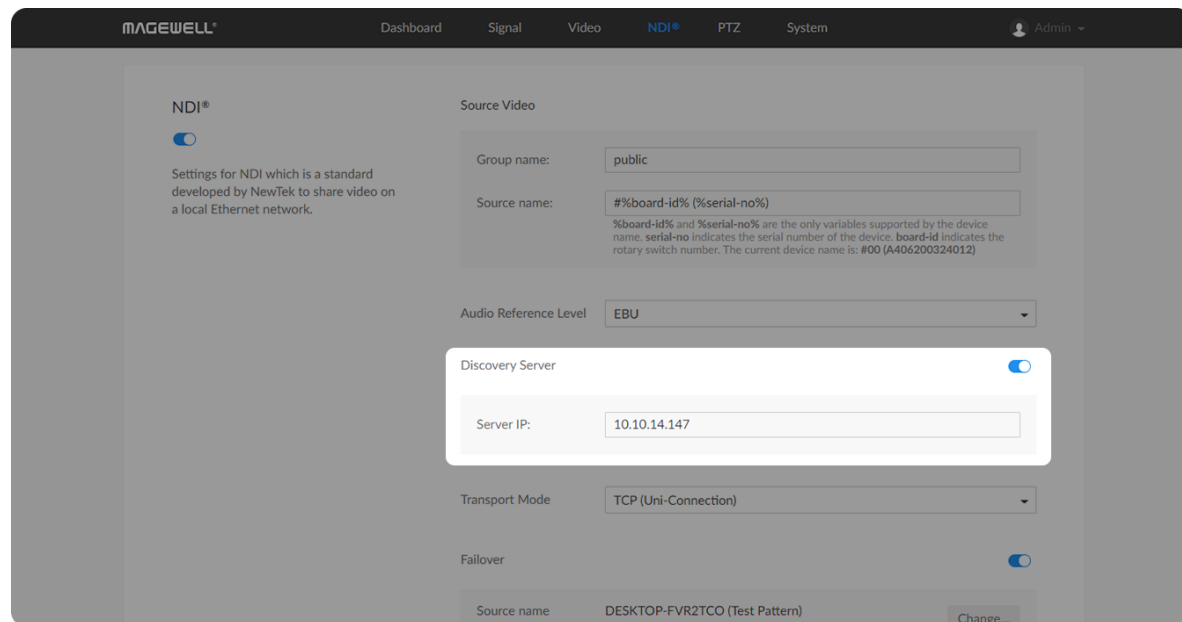 MAGEWELL®
Dashboard Signal Video NDI® PTZ System Admin
NDI®
Settings for NDI which is a standard
developed by NewTek to share video on
a local Ethernet network.
Source Video
Group name: public
Source name: #%board-id% (%serial-no%)
%board-id% and %serial-no% are the only variables supported by the device
name. serial-no indicates the serial number of the device. board-id indicates the
rotary switch number. The current device name is: #00 (A406200324012)
Audio Reference Level EBU
Discovery Server
Server IP: 10.10.14.147
Transport Mode TCP (Uni-Connection)
Failover
Source name DESKTOP-FVR2TCO (Test Pattern)
Change...